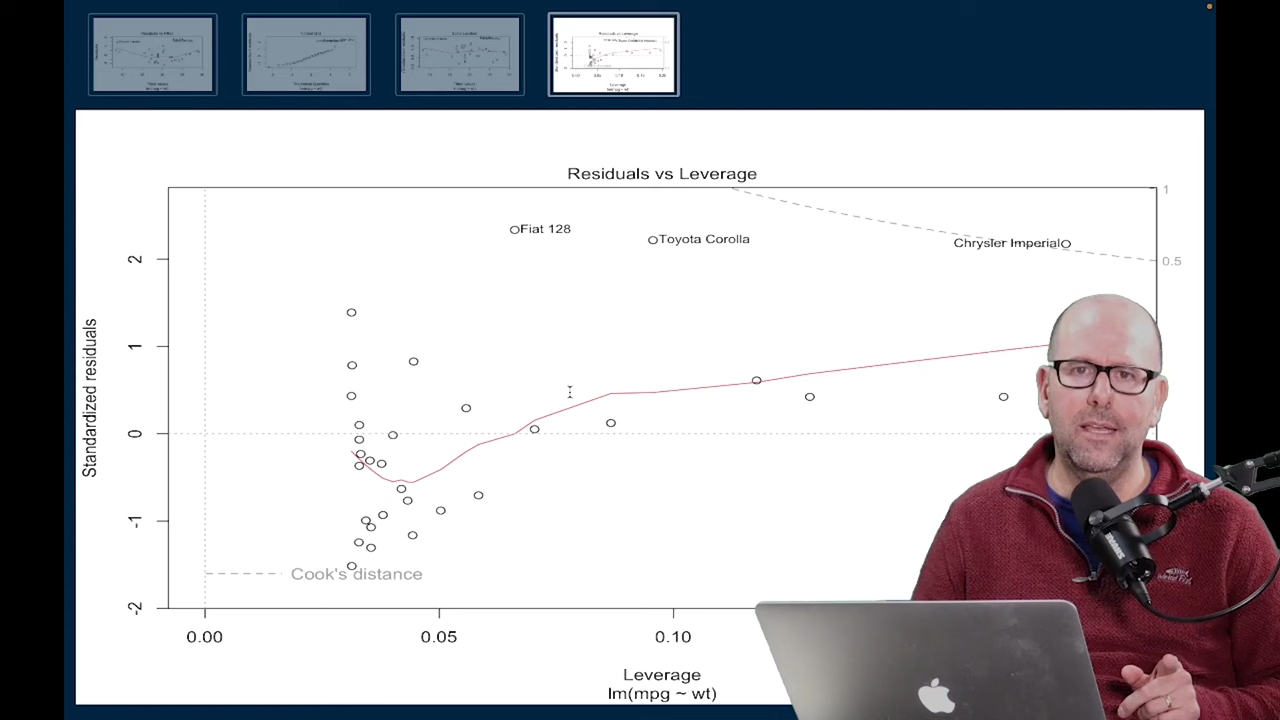 Residuals vs Leverage
1
Fiat 128
Toyota Corolla
Chrysler Imperial
0.5
2
1
0
-1
-2
Standardized residuals
Cook's distance
0.00
0.05
0.10
Leverage
lm(mpg ~ wt)